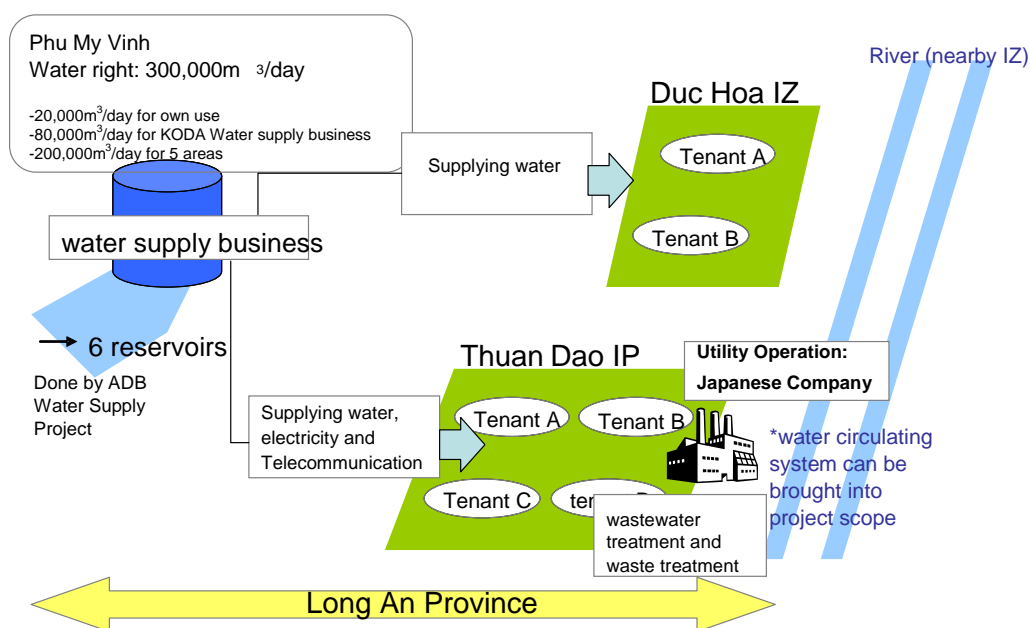 Phu My Vinh
Water right: 300,000m 3/day
-20,000m3/day for own use
-80,000m3/day for KODA Water supply business
-200,000m3/day for 5 areas
water supply business
6 reservoirs
Done by ADB
Water Supply
Project
Supplying water
Duc Hoa IZ
Tenant A
Tenant B
River (nearby IZ)
Supplying water,
electricity and
Telecommunication
Thuan Dao IP
Tenant A
Tenant B
Tenant C
Utility Operation:
Japanese Company
*water circulating
system can be
brought into
project scope
wastewater
treatment and
waste treatment
Long An Province